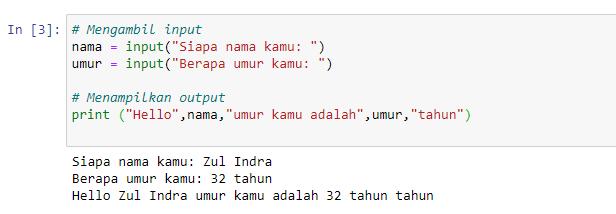 In [3]: # Mengambil input
nama = input("Siapa nama kamu: ")
umur = input("Berapa umur kamu: ")
# Menampilkan output
print ("Hello",nama,"umur kamu adalah",umur,"tahun")
Siapa nama kamu: Zul Indra
Berapa umur kamu: 32 tahun
Hello Zul Indra umur kamu adalah 32 tahun tahun